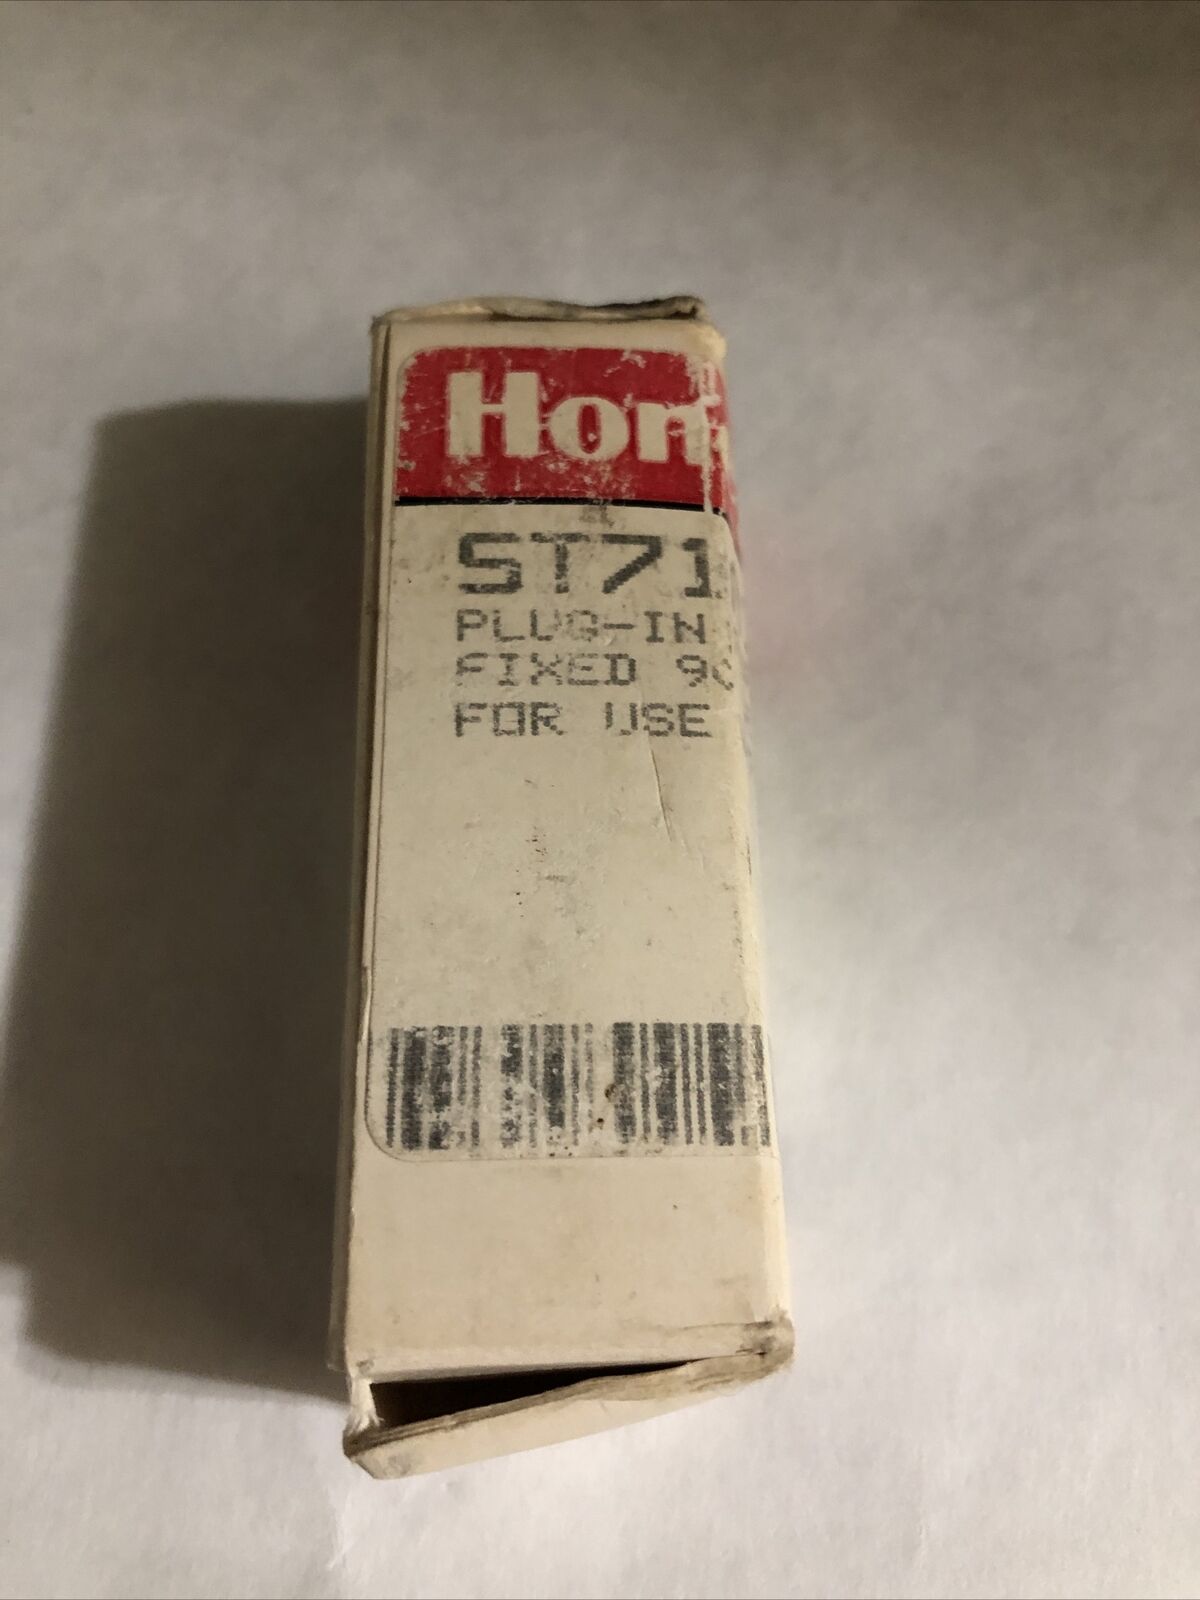 Hon
ST71
PLUG-IN
FIXED 9
FOR USE